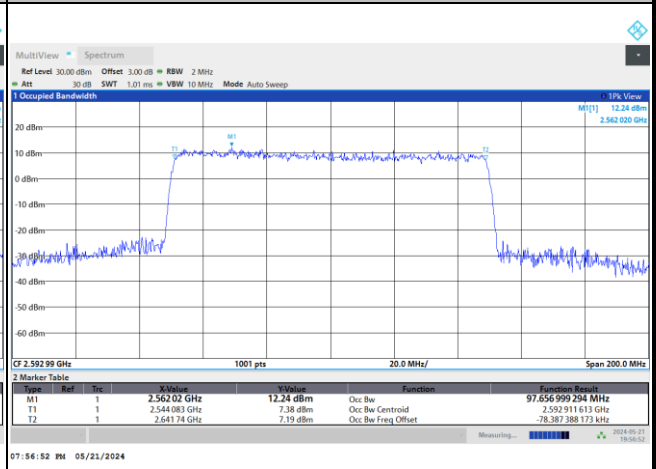 MultiView Spectrum
Ref Level 30.00 dBm Offset 3.00 dB RBW 2 MHz
Att 30 dB SWT 1.01 ms VBW 10 MHz Mode Auto Sweep
1 Occupied Bandwidth 1Pk View
M1[1] 12.24 dBm
2.562 020 GHz
20 dBm
M1
T1 T2
10 dBm
0 dBm
-10 dBm
-20 dBm
-30 dBm
-40 dBm
-50 dBm
-60 dBm
CF 2.592 99 GHz 1001 pts 20.0 MHz/ Span 200.0 MHz
2 Marker Table
Type Ref Trc X-Value Y-Value Function Function Result
M1 1 2.562 02 GHz 12.24 dBm Occ Bw 97.656 999 294 MHz
T1 1 2.544 083 GHz 7.38 dBm Occ Bw Centroid 2.592 911 613 GHz
T2 1 2.641 74 GHz 7.19 dBm Occ Bw Freq Offset -78.387 388 173 kHz
Measuring... 2024-05-21
19:56:52
07:56:52 PM 05/21/2024